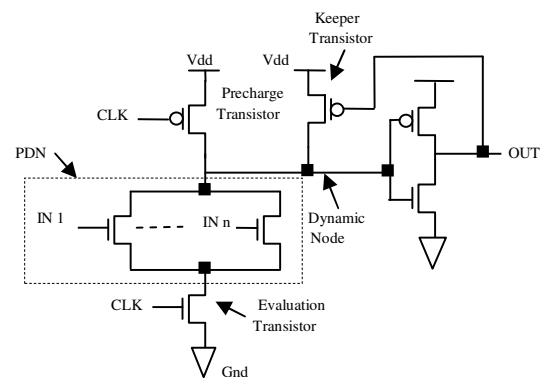 Keeper
Transistor
Vdd
Vdd
Precharge
Transistor
CLK
PDN
OUT
IN 1
IN n
Dynamic
Node
CLK
Evaluation
Transistor
Gnd